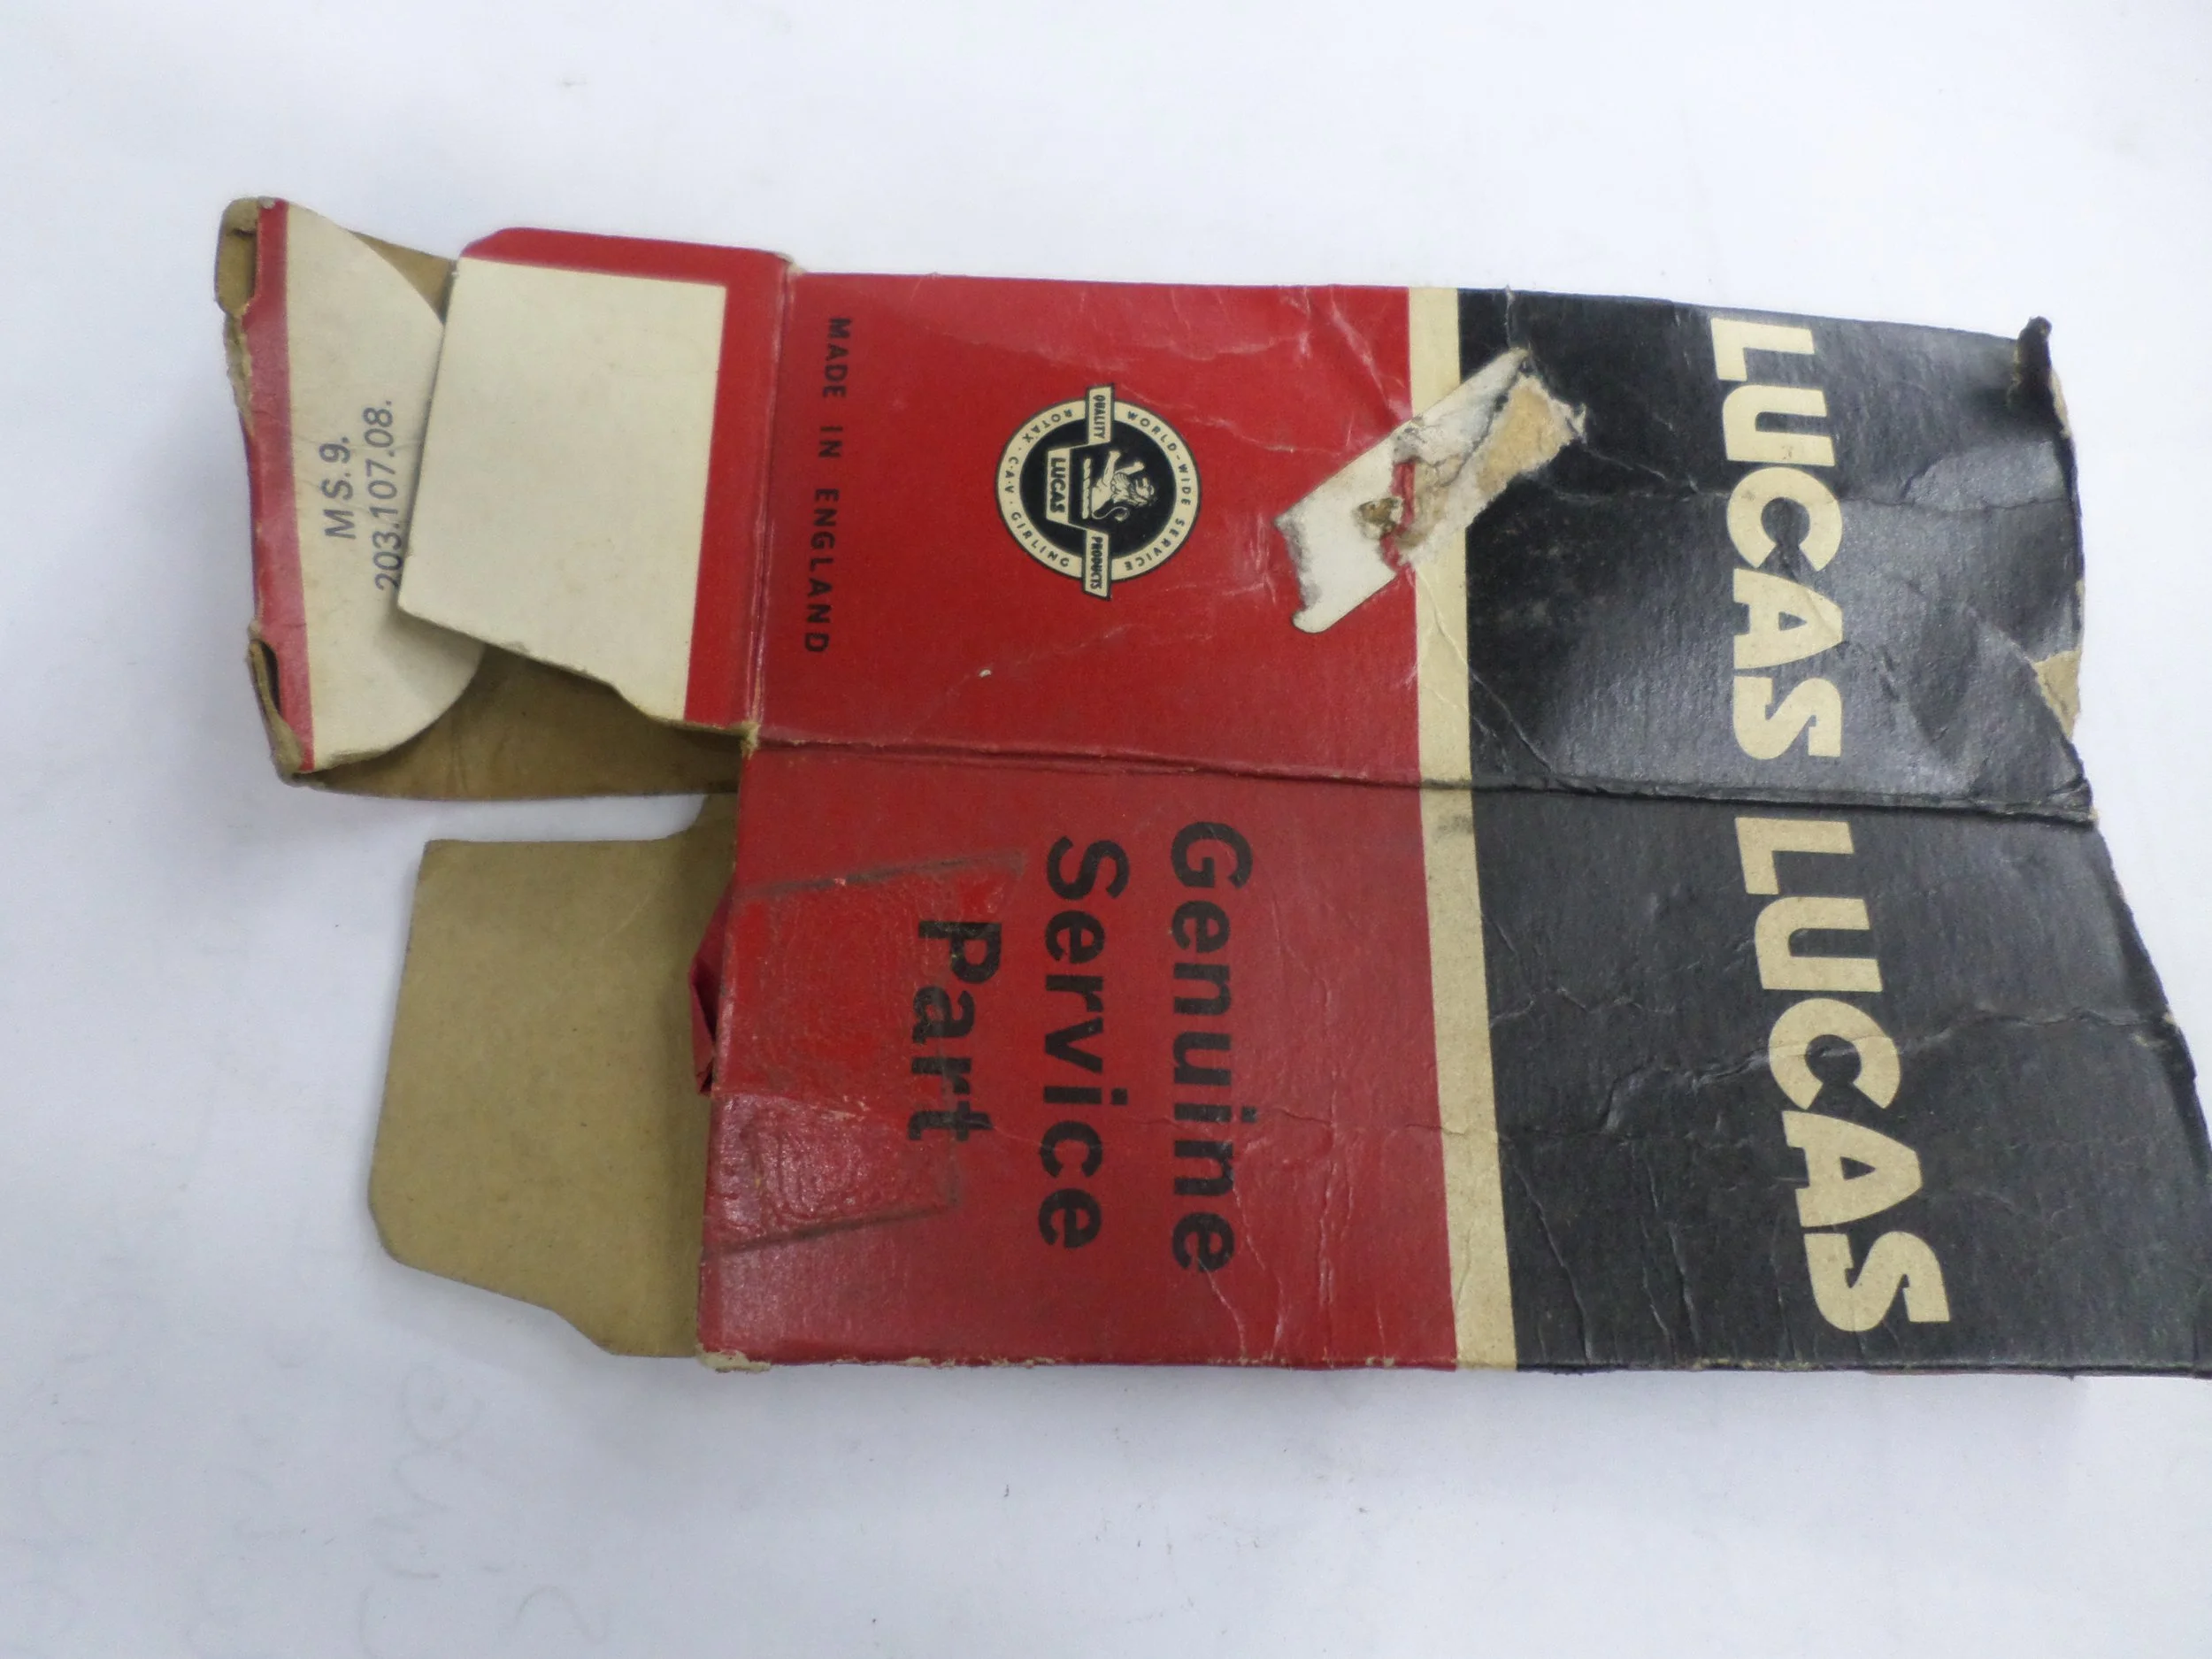 LUCAS
LUCAS
Genuine
Service
Part
WORLD-WIDE SERVICE
QUALITY
LUCAS
PRODUCTS
ROTAX · C·A·V · GIRLING
MADE IN ENGLAND
MS.9.
203.107.08.